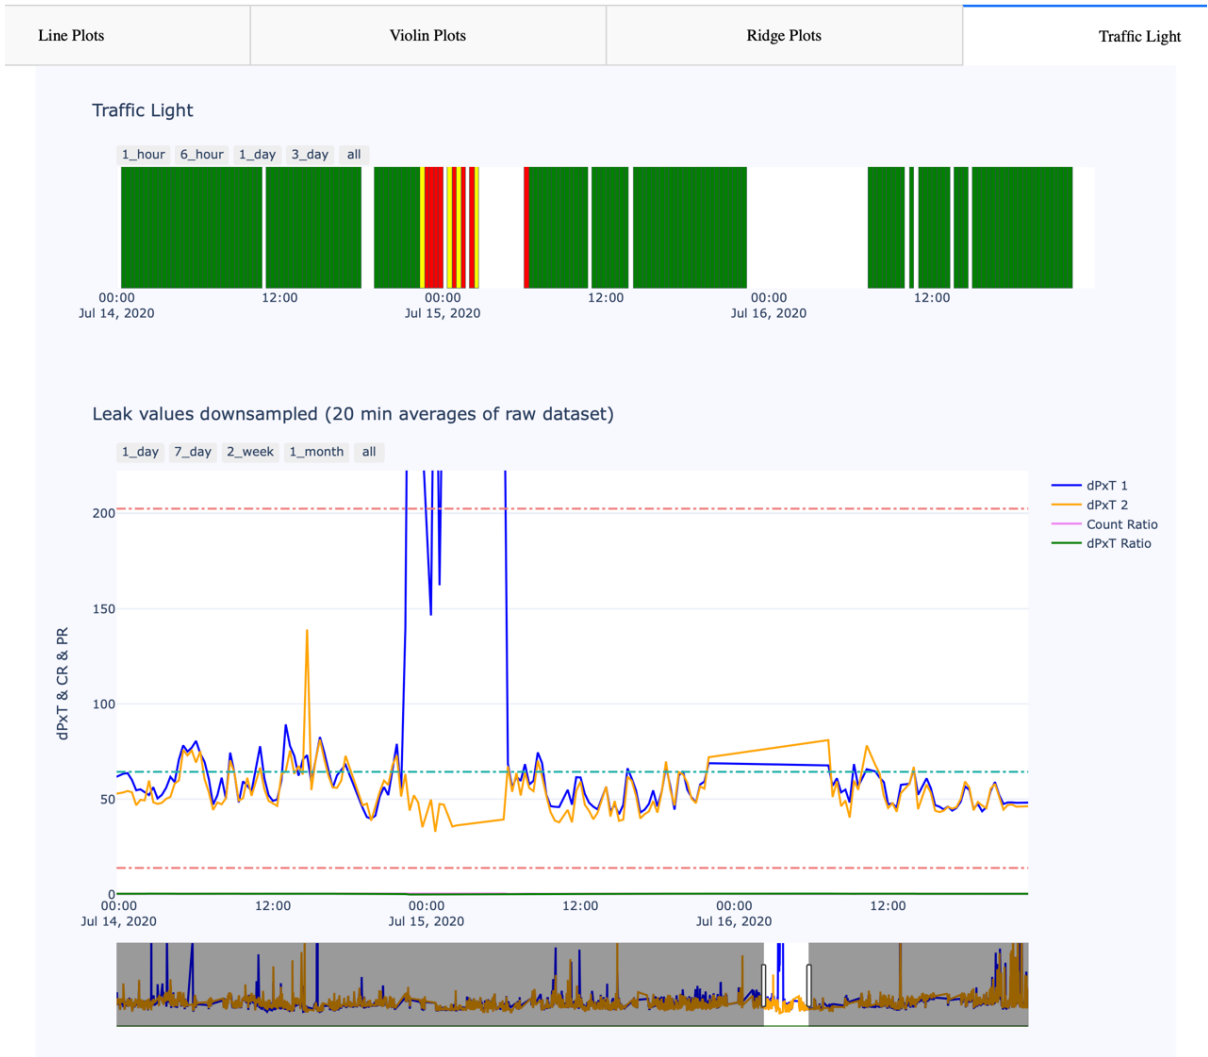 Line Plots
Violin Plots
Ridge Plots
Traffic Light
Traffic Light
1_hour 6_hour 1_day 3_day all
00:00 12:00 00:00 12:00 00:00 12:00
Jul 14, 2020 Jul 15, 2020 Jul 16, 2020
Leak values downsampled (20 min averages of raw dataset)
1_day 7_day 2_week 1_month all
dPxT 1
dPxT 2
Count Ratio
dPxT Ratio
200
150
100
50
0
dPxT & CR & PR
00:00 12:00 00:00 12:00 00:00 12:00
Jul 14, 2020 Jul 15, 2020 Jul 16, 2020